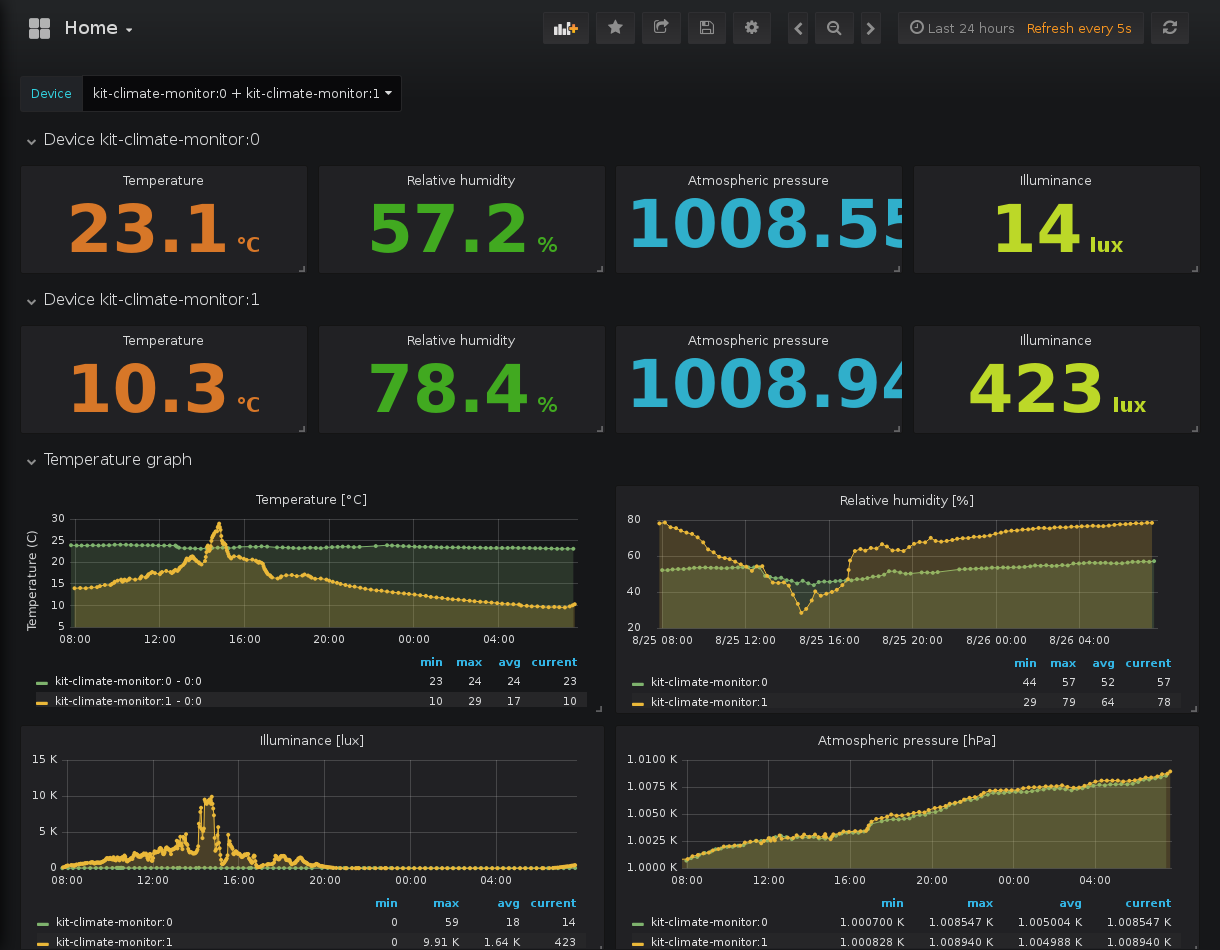 Home
Last 24 hours Refresh every 5s
Device kit-climate-monitor:0 + kit-climate-monitor:1
Device kit-climate-monitor:0
Temperature Relative humidity Atmospheric pressure Illuminance
23.1 °C 57.2 % 1008.55 14 lux
Device kit-climate-monitor:1
Temperature Relative humidity Atmospheric pressure Illuminance
10.3 °C 78.4 % 1008.94 423 lux
Temperature graph
Temperature [°C]
Temperature (C)
30
25
20
15
10
5
08:00 12:00 16:00 20:00 00:00 04:00
min max avg current
kit-climate-monitor:0 - 0:0 23 24 24 23
kit-climate-monitor:1 - 0:0 10 29 17 10
Relative humidity [%]
80
60
40
20
8/25 08:00 8/25 12:00 8/25 16:00 8/25 20:00 8/26 00:00 8/26 04:00
min max avg current
kit-climate-monitor:0 44 57 52 57
kit-climate-monitor:1 29 79 64 78
Illuminance [lux]
15 K
10 K
5 K
0
08:00 12:00 16:00 20:00 00:00 04:00
min max avg current
kit-climate-monitor:0 0 59 18 14
kit-climate-monitor:1 0 9.91 K 1.64 K 423
Atmospheric pressure [hPa]
1.0100 K
1.0075 K
1.0050 K
1.0025 K
1.0000 K
08:00 12:00 16:00 20:00 00:00 04:00
min max avg current
kit-climate-monitor:0 1.000700 K 1.008547 K 1.005004 K 1.008547 K
kit-climate-monitor:1 1.000828 K 1.008940 K 1.004988 K 1.008940 K